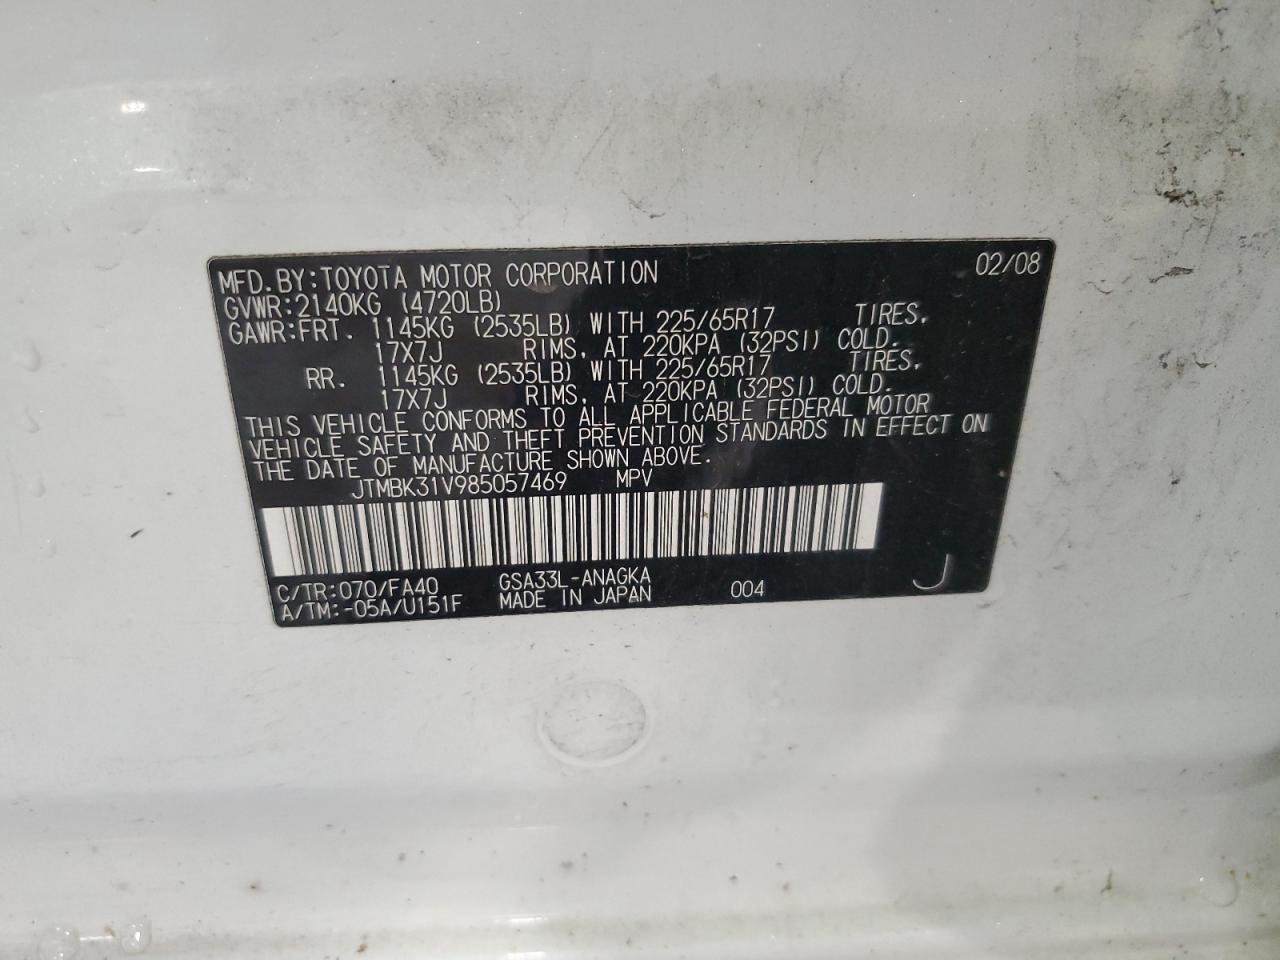 MFD.BY:TOYOTA MOTOR CORPORATION 02/08
GVWR:2140KG (4720LB)
GAWR:FRT. 1145KG (2535LB) WITH 225/65R17 TIRES,
17X7J RIMS, AT 220KPA (32PSI) COLD.
RR. 1145KG (2535LB) WITH 225/65R17 TIRES,
17X7J RIMS, AT 220KPA (32PSI) COLD.
THIS VEHICLE CONFORMS TO ALL APPLICABLE FEDERAL MOTOR
VEHICLE SAFETY AND THEFT PREVENTION STANDARDS IN EFFECT ON
THE DATE OF MANUFACTURE SHOWN ABOVE.
JTMBK31V985057469 MPV
C/TR:070/FA40 GSA33L-ANAGKA
A/TM:-05A/U151F MADE IN JAPAN 004 J